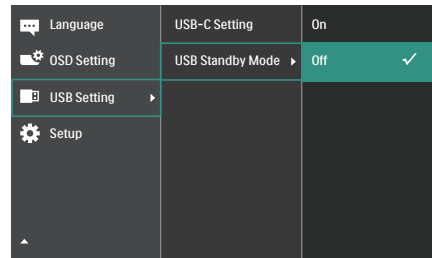 Language
OSD Setting
USB Setting
Setup
USB-C Setting
USB Standby Mode
On
Off